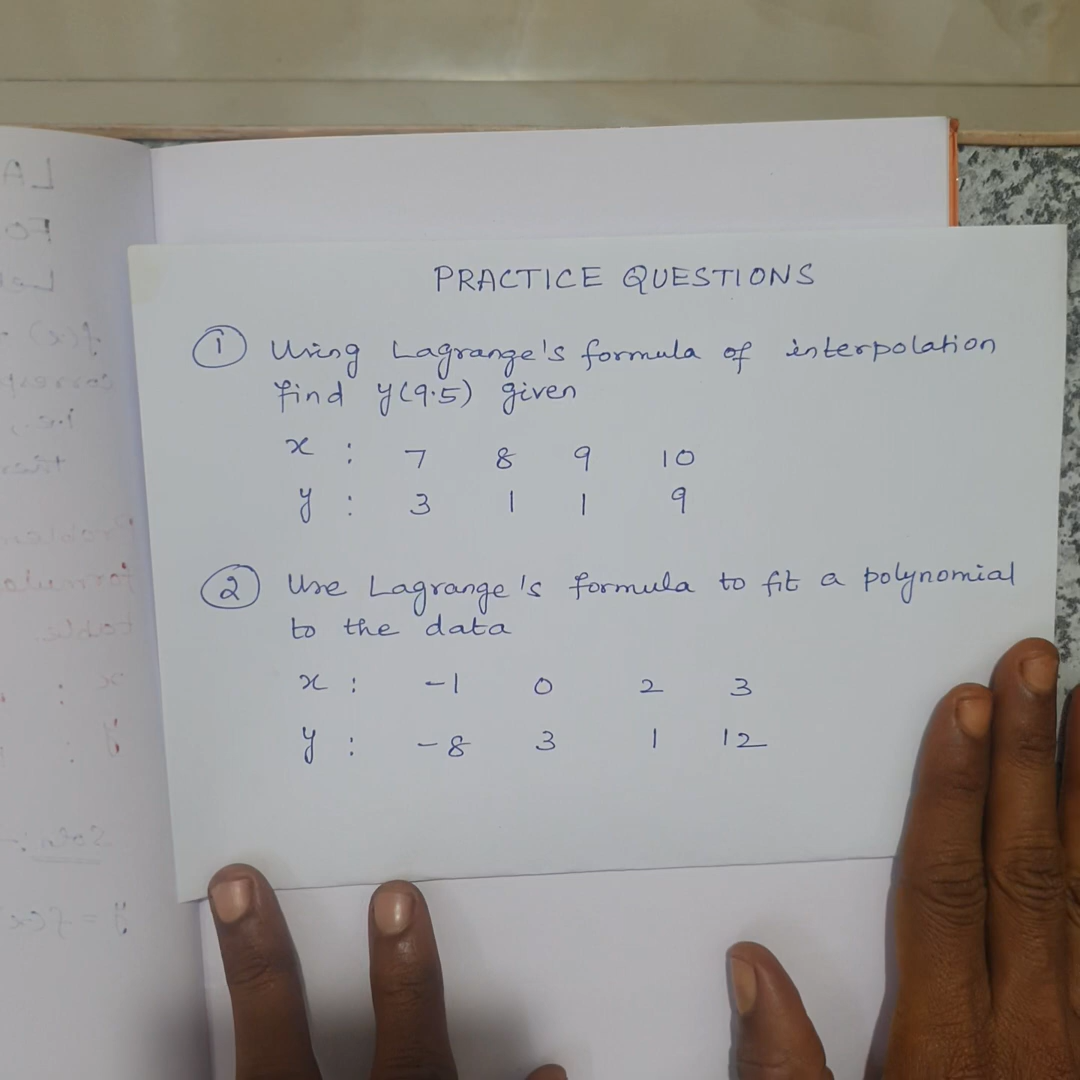 PRACTICE QUESTIONS
① Using Lagrange's formula of interpolation
find y(9.5) given
x : 7 8 9 10
y : 3 1 1 9
② Use Lagrange's formula to fit a polynomial
to the data
x : -1 0 2 3
y : -8 3 1 12